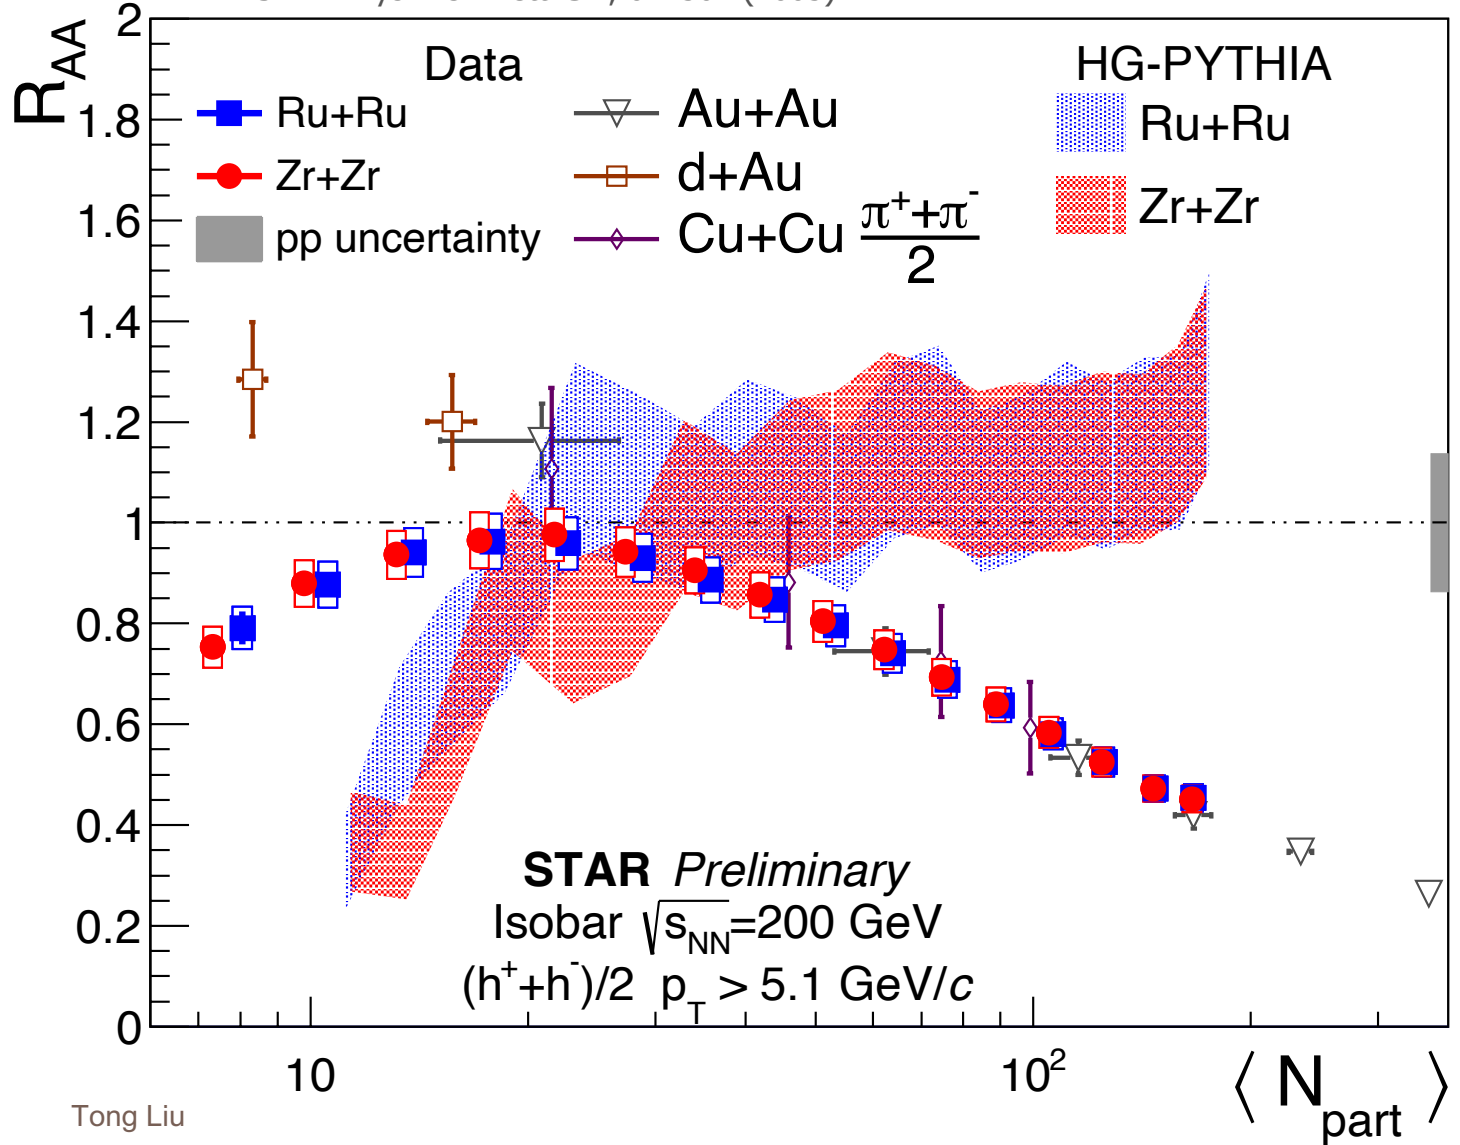 R_AA
2
1.8
1.6
1.4
1.2
1
0.8
0.6
0.4
0.2
0
Data
Ru+Ru
Zr+Zr
pp uncertainty
Au+Au
d+Au
Cu+Cu (π⁺+π⁻)/2
HG-PYTHIA
Ru+Ru
Zr+Zr
STAR Preliminary
Isobar √s_NN=200 GeV
(h⁺+h⁻)/2 p_T > 5.1 GeV/c
10
10²
⟨ N_part ⟩
Tong Liu